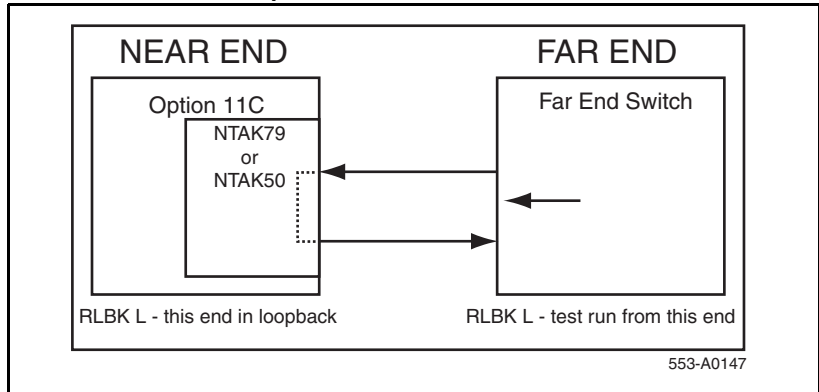 NEAR END
FAR END
Option 11C
Far End Switch
NTAK79
or
NTAK50
RLBK L - this end in loopback
RLBK L - test run from this end
553-A0147